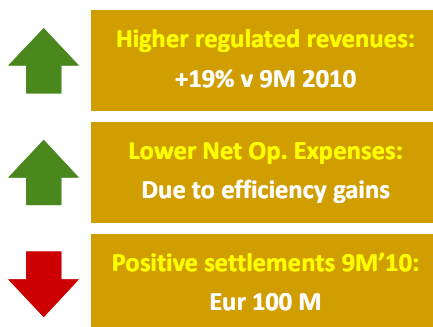 Higher regulated revenues:
+19% v 9M 2010
Lower Net Op. Expenses:
Due to efficiency gains
Positive settlements 9M’10:
Eur 100 M